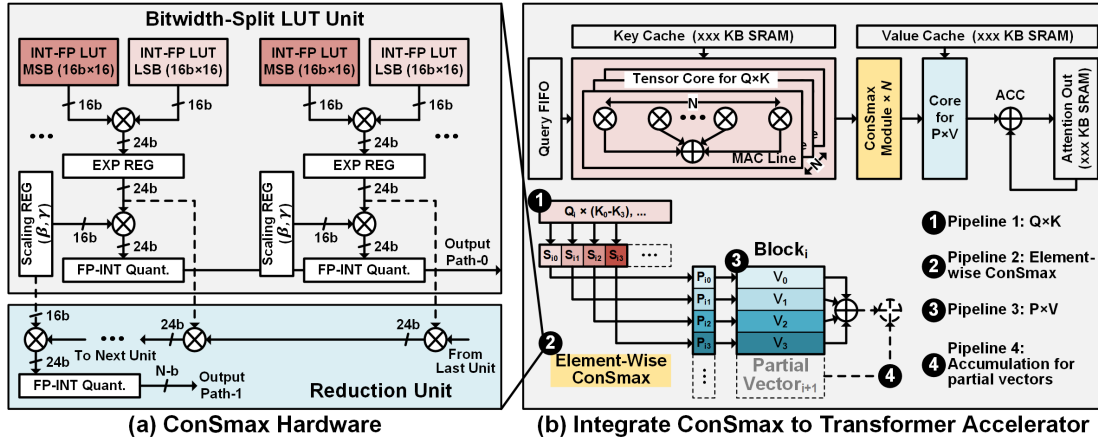 Bitwidth-Split LUT Unit
INT-FP LUT
MSB (16b×16)
INT-FP LUT
LSB (16b×16)
INT-FP LUT
MSB (16b×16)
INT-FP LUT
LSB (16b×16)
16b
16b
16b
16b
24b
24b
EXP REG
EXP REG
24b
24b
Scaling REG
(β, γ)
16b
Scaling REG
(β, γ)
16b
24b
24b
FP-INT Quant.
FP-INT Quant.
Output
Path-0
16b
24b
24b
24b
To Next Unit
From
Last Unit
FP-INT Quant.
N-b
Output
Path-1
Reduction Unit
(a) ConSmax Hardware
Key Cache (xxx KB SRAM)
Value Cache (xxx KB SRAM)
Query FIFO
Tensor Core for Q×K
N
MAC Line
e
e
N
ConSmax
Module × N
Core
for
P×V
ACC
Attention Out
(xxx KB SRAM)
1
Qi × (K0-K3), ...
Si0
Si1
Si2
Si3
2
Element-Wise
ConSmax
Pi0
Pi1
Pi2
Pi3
3
Blocki
V0
V1
V2
V3
Partial
Vectori+1
4
1 Pipeline 1: Q×K
2 Pipeline 2: Element-
wise ConSmax
3 Pipeline 3: P×V
4 Pipeline 4:
Accumulation for
partial vectors
(b) Integrate ConSmax to Transformer Accelerator